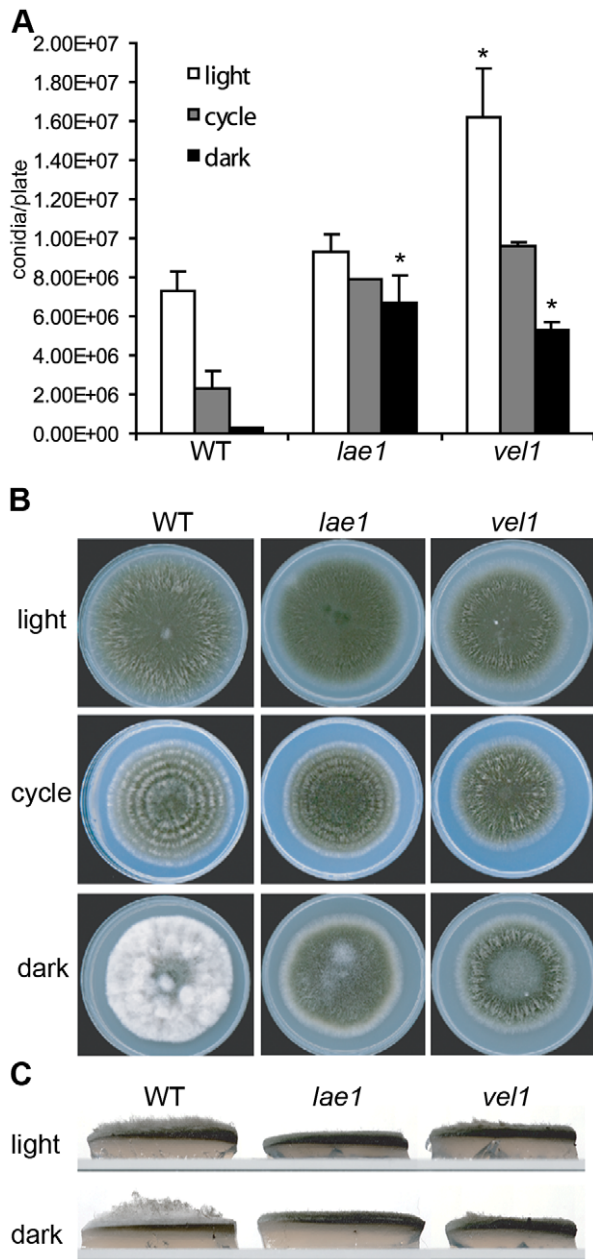 A
2.00E+07
1.80E+07
1.60E+07
1.40E+07
1.20E+07
1.00E+07
8.00E+06
6.00E+06
4.00E+06
2.00E+06
0.00E+00
conidia/plate
light
cycle
dark
*
*
*
WT lae1 vel1
B
WT lae1 vel1
light
cycle
dark
C
WT lae1 vel1
light
dark